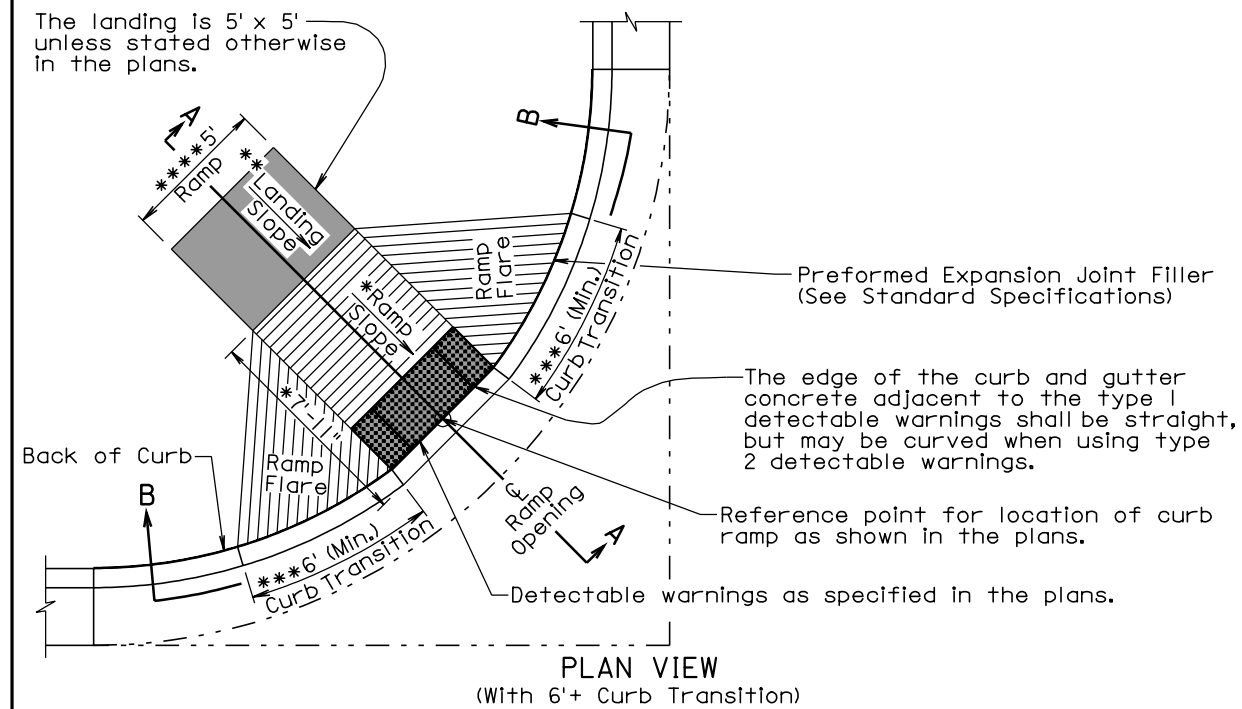 The landing is 5' x 5'
unless stated otherwise
in the plans.
A
****5'
Ramp
**Landing
Slope
B
Ramp
Flare
***6' (Min.)
Curb Transition
Preformed Expansion Joint Filler
(See Standard Specifications)
*Ramp
Slope
*7'-11"
The edge of the curb and gutter
concrete adjacent to the type 1
detectable warnings shall be straight,
but may be curved when using type
2 detectable warnings.
Back of Curb
Ramp
Flare
B
℄
Ramp
Opening
A
Reference point for location of curb
ramp as shown in the plans.
***6' (Min.)
Curb Transition
Detectable warnings as specified in the plans.
PLAN VIEW
(With 6'+ Curb Transition)